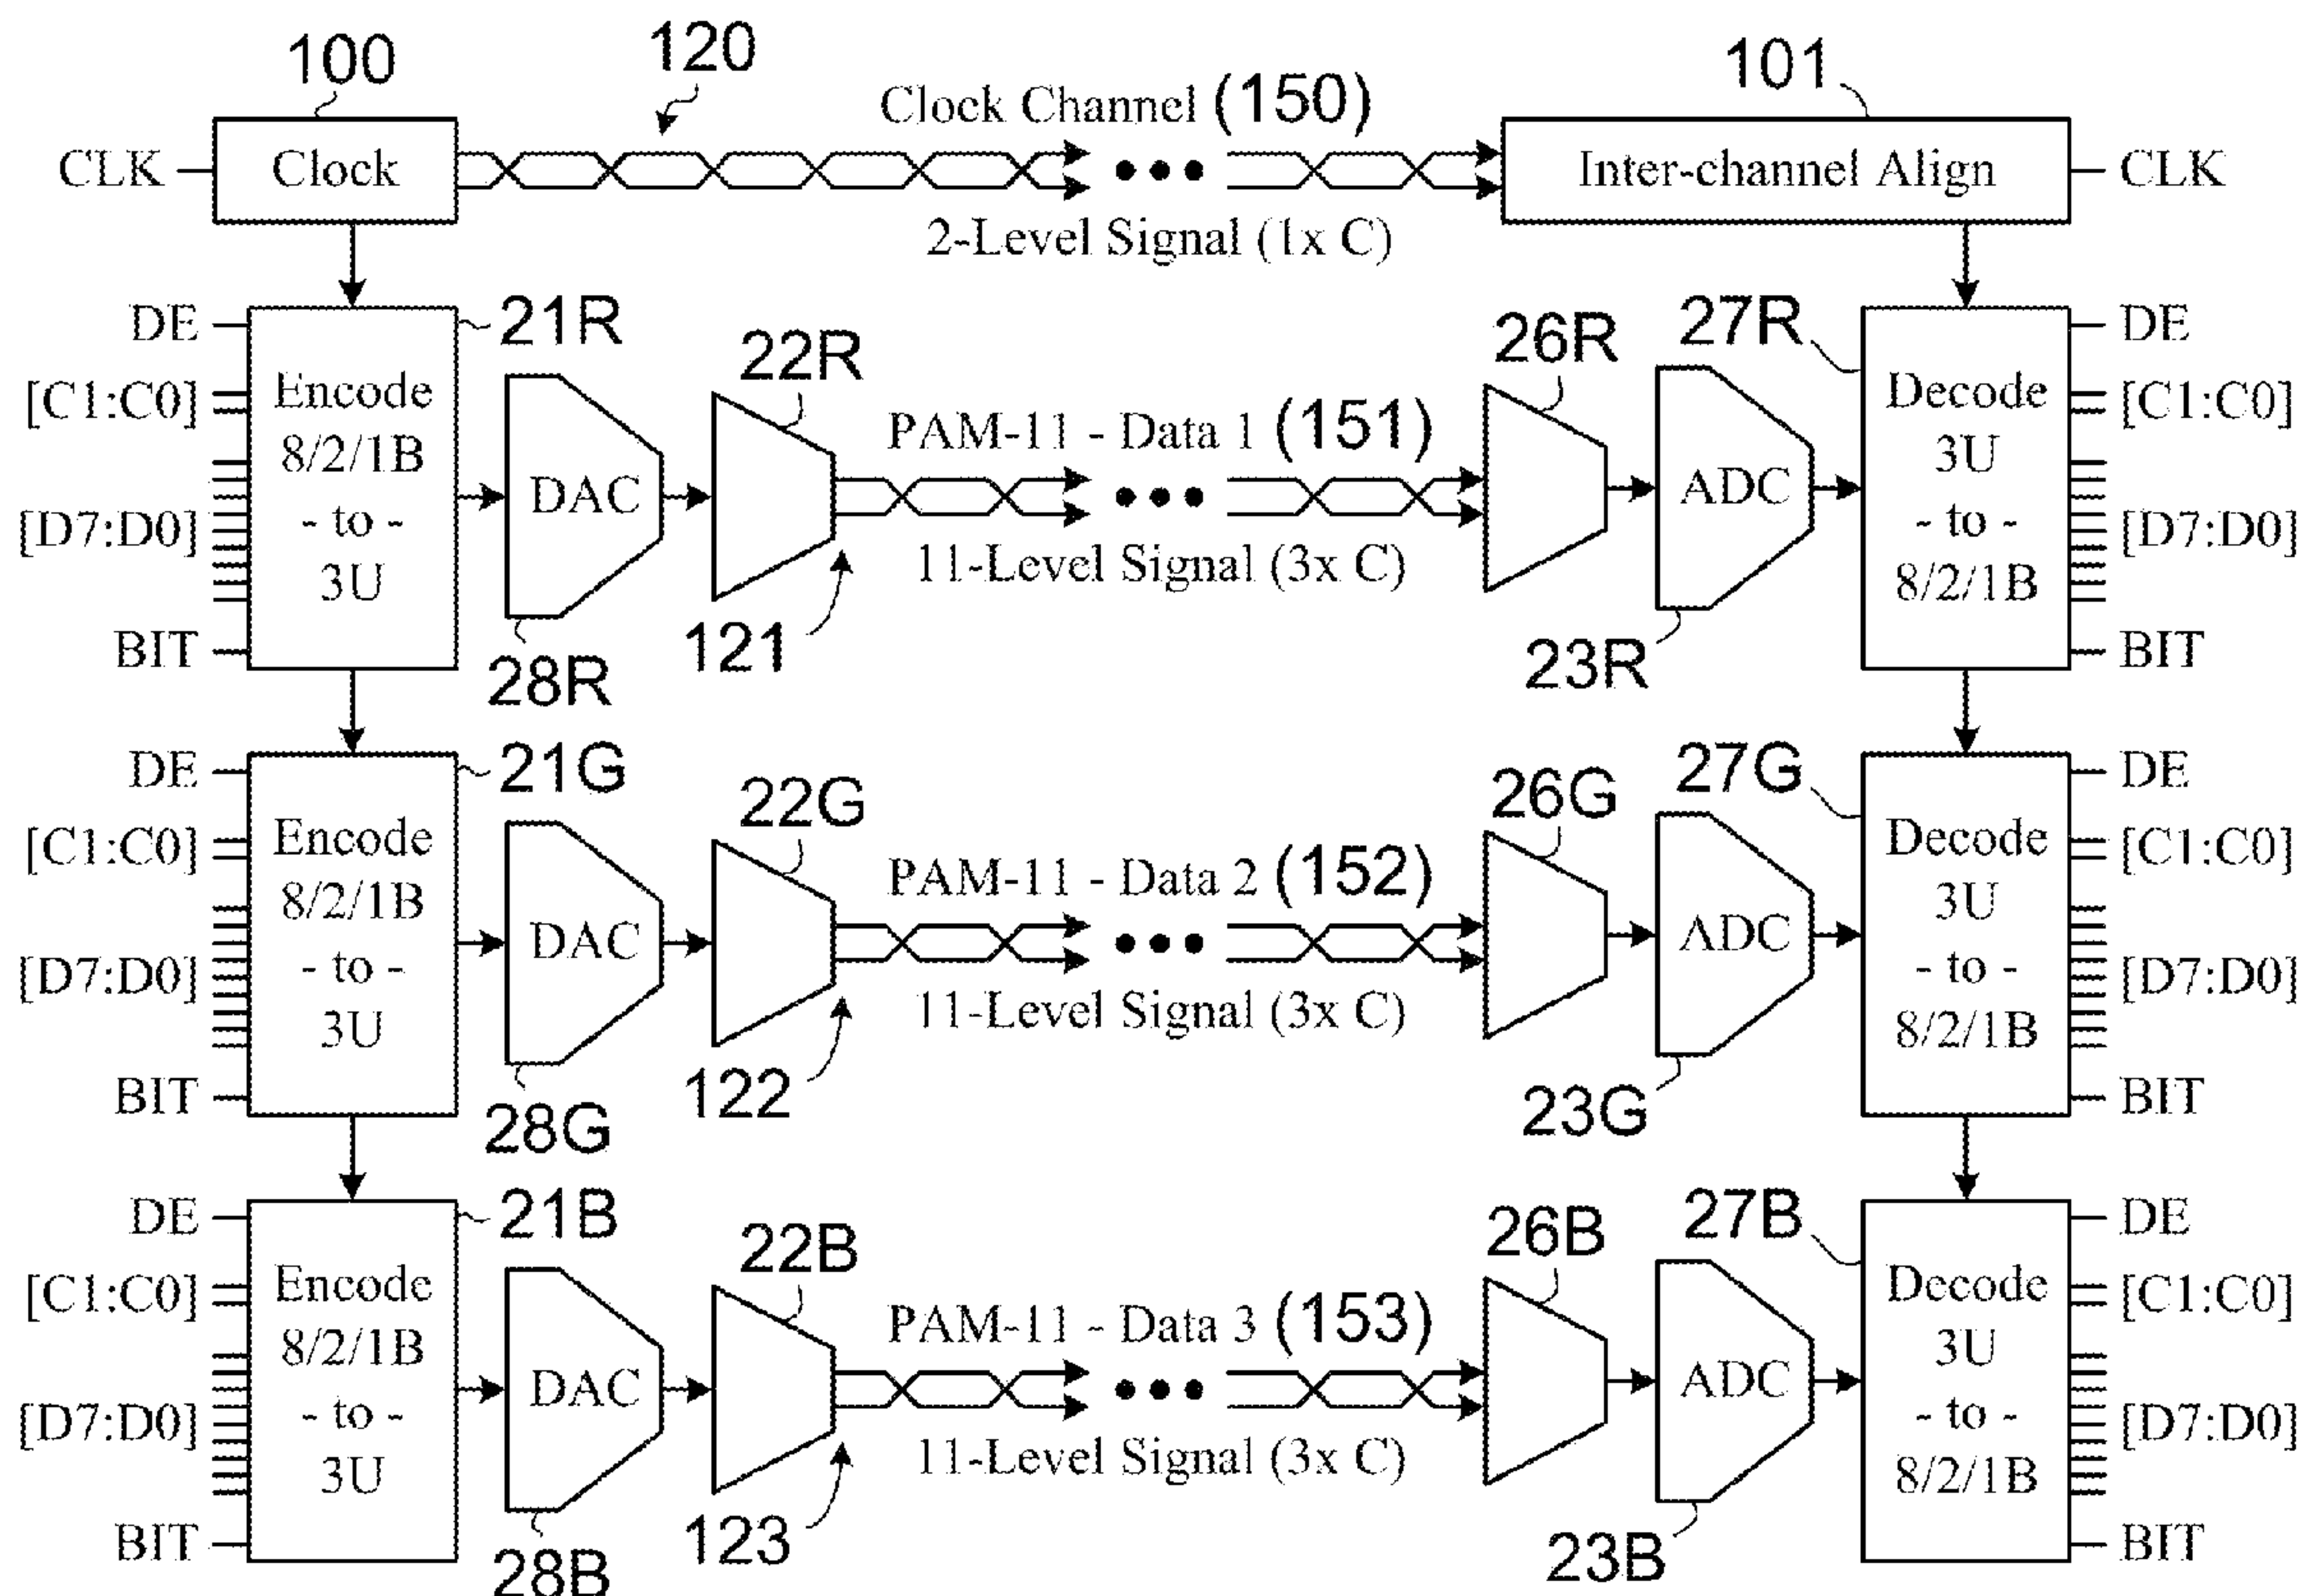 100
120
Clock Channel (150)
101
CLK
Clock
Inter-channel Align
CLK
2-Level Signal (1x C)
DE
21R
22R
26R
27R
DE
[C1:C0]
Encode
8/2/1B
- to -
3U
DAC
PAM-11 - Data 1 (151)
ADC
Decode
3U
- to -
8/2/1B
[C1:C0]
[D7:D0]
11-Level Signal (3x C)
[D7:D0]
BIT
28R
121
23R
BIT
DE
21G
22G
26G
27G
DE
[C1:C0]
Encode
8/2/1B
- to -
3U
DAC
PAM-11 - Data 2 (152)
ADC
Decode
3U
- to -
8/2/1B
[C1:C0]
[D7:D0]
11-Level Signal (3x C)
[D7:D0]
BIT
28G
122
23G
BIT
DE
21B
22B
26B
27B
DE
[C1:C0]
Encode
8/2/1B
- to -
3U
DAC
PAM-11 - Data 3 (153)
ADC
Decode
3U
- to -
8/2/1B
[C1:C0]
[D7:D0]
11-Level Signal (3x C)
[D7:D0]
BIT
28B
123
23B
BIT